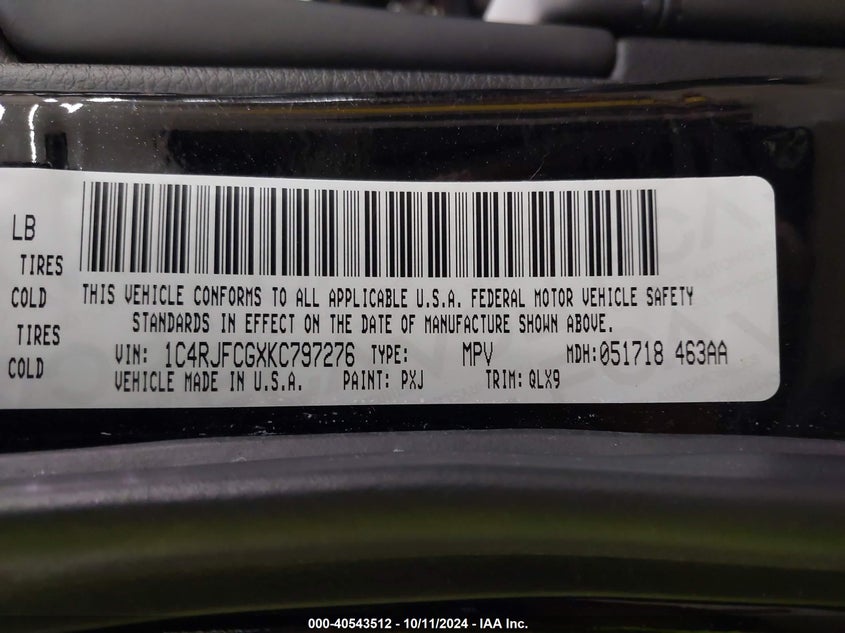 LB
TIRES
COLD
TIRES
COLD
THIS VEHICLE CONFORMS TO ALL APPLICABLE U.S.A. FEDERAL MOTOR VEHICLE SAFETY
STANDARDS IN EFFECT ON THE DATE OF MANUFACTURE SHOWN ABOVE.
VIN: 1C4RJFCGXKC797276 TYPE: MPV MDH:051718 463AA
VEHICLE MADE IN U.S.A. PAINT: PXJ TRIM: QLX9
000-40543512 - 10/11/2024 - IAA Inc.